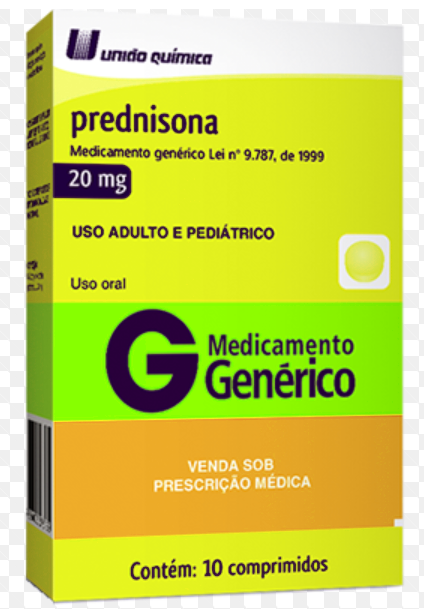 união química
prednisona
Medicamento genérico Lei nº 9.787, de 1999
20 mg
USO ADULTO E PEDIÁTRICO
Uso oral
G Medicamento
Genérico
VENDA SOB
PRESCRIÇÃO MÉDICA
Contém: 10 comprimidos